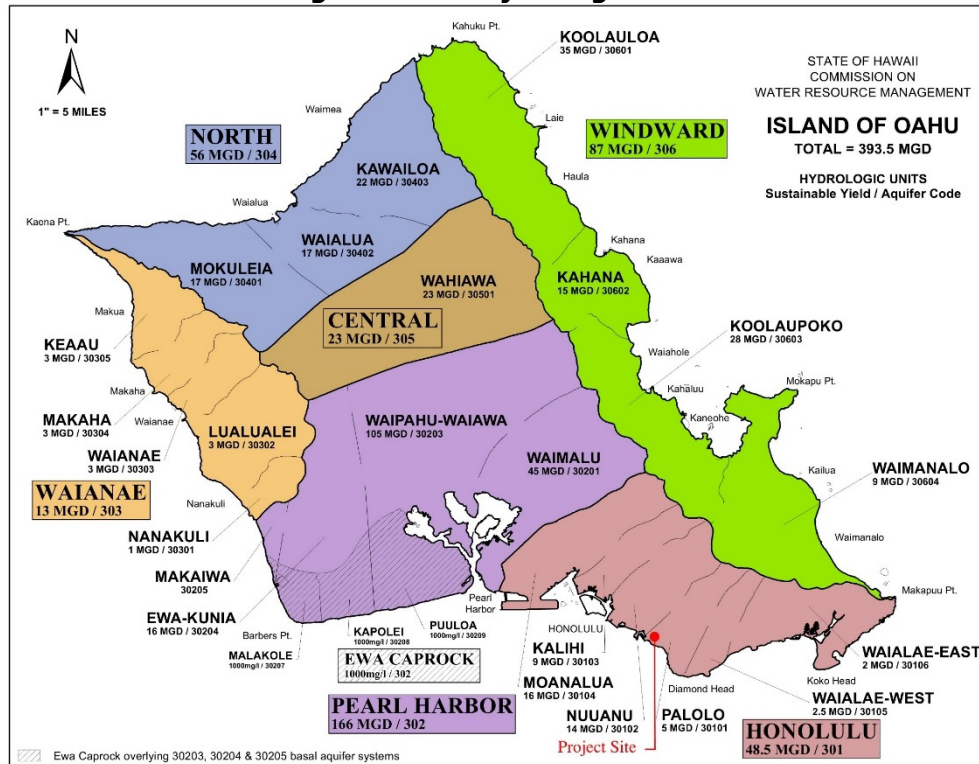 Kahuku Pt.
KOOLAULOA
35 MGD / 30601
N
1" = 5 MILES
STATE OF HAWAII
COMMISSION ON
WATER RESOURCE MANAGEMENT
ISLAND OF OAHU
TOTAL = 393.5 MGD
HYDROLOGIC UNITS
Sustainable Yield / Aquifer Code
Waimea
Laie
NORTH
56 MGD / 304
WINDWARD
87 MGD / 306
KAWAILOA
22 MGD / 30403
Haula
Waialua
Kaena Pt.
WAIALUA
17 MGD / 30402
Kahana
Kaaawa
MOKULEIA
17 MGD / 30401
WAHIAWA
23 MGD / 30501
KAHANA
15 MGD / 30602
Makua
CENTRAL
23 MGD / 305
KOOLAUPOKO
28 MGD / 30603
KEAAU
3 MGD / 30305
Waiahole
Mokapu Pt.
Makaha
Kahaluu
MAKAHA
3 MGD / 30304
Kaneohe
Waianae
LUALUALEI
3 MGD / 30302
WAIPAHU-WAIAWA
105 MGD / 30203
WAIANAE
3 MGD / 30303
WAIMALU
45 MGD / 30201
Kailua
WAIMANALO
9 MGD / 30604
WAIANAE
13 MGD / 303
Nanakuli
NANAKULI
1 MGD / 30301
Waimanalo
MAKAIWA
30205
Makapuu Pt.
EWA-KUNIA
16 MGD / 30204
Pearl
Harbor
Barbers Pt.
KAPOLEI
1000mg/l / 30208
PUULOA
1000mg/l / 30209
HONOLULU
MALAKOLE
1000mg/l / 30207
KALIHI
9 MGD / 30103
WAIALAE-EAST
2 MGD / 30106
EWA CAPROCK
1000mg/l / 302
MOANALUA
16 MGD / 30104
Koko Head
Diamond Head
WAIALAE-WEST
2.5 MGD / 30105
PEARL HARBOR
166 MGD / 302
NUUANU
14 MGD / 30102
PALOLO
5 MGD / 30101
HONOLULU
48.5 MGD / 301
Project Site
Ewa Caprock overlying 30203, 30204 & 30205 basal aquifer systems